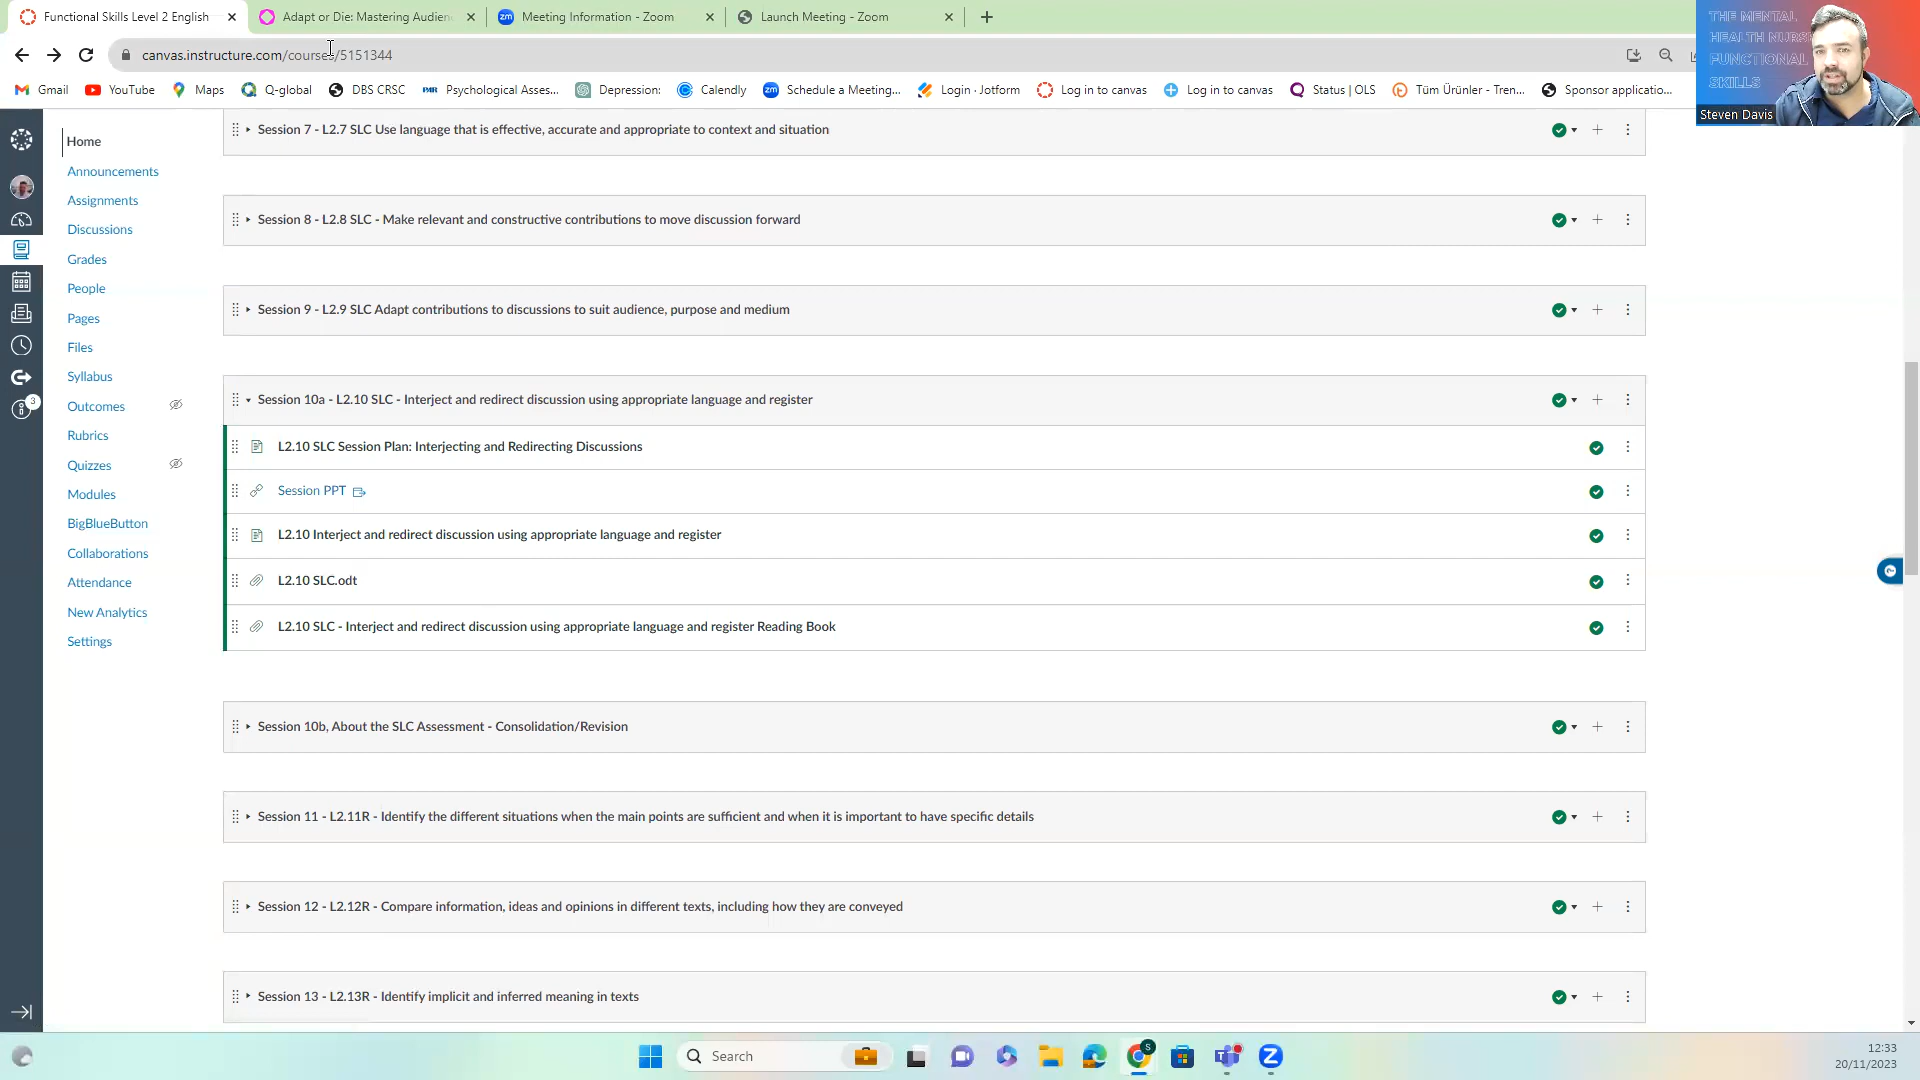 Functional Skills Level 2 English
Adapt or Die: Mastering Audien
Meeting Information - Zoom
Launch Meeting - Zoom
canvas.instructure.com/courses/5151344
Gmail
YouTube
Maps
Q-global
DBS CRSC
Psychological Asses...
Depression:
Calendly
Schedule a Meeting...
Login · Jotform
Log in to canvas
Log in to canvas
Status | OLS
Tüm Ürünler - Tren...
Sponsor applicatio...
THE MENTAL
HEALTH NURSE
FUNCTIONAL
SKILLS
Steven Davis
Home
Announcements
Assignments
Discussions
Grades
People
Pages
Files
Syllabus
Outcomes
Rubrics
Quizzes
Modules
BigBlueButton
Collaborations
Attendance
New Analytics
Settings
3
Session 7 - L2.7 SLC Use language that is effective, accurate and appropriate to context and situation
Session 8 - L2.8 SLC - Make relevant and constructive contributions to move discussion forward
Session 9 - L2.9 SLC Adapt contributions to discussions to suit audience, purpose and medium
Session 10a - L2.10 SLC - Interject and redirect discussion using appropriate language and register
L2.10 SLC Session Plan: Interjecting and Redirecting Discussions
Session PPT
L2.10 Interject and redirect discussion using appropriate language and register
L2.10 SLC.odt
L2.10 SLC - Interject and redirect discussion using appropriate language and register Reading Book
Session 10b, About the SLC Assessment - Consolidation/Revision
Session 11 - L2.11R - Identify the different situations when the main points are sufficient and when it is important to have specific details
Session 12 - L2.12R - Compare information, ideas and opinions in different texts, including how they are conveyed
Session 13 - L2.13R - Identify implicit and inferred meaning in texts
Search
12:33
20/11/2023